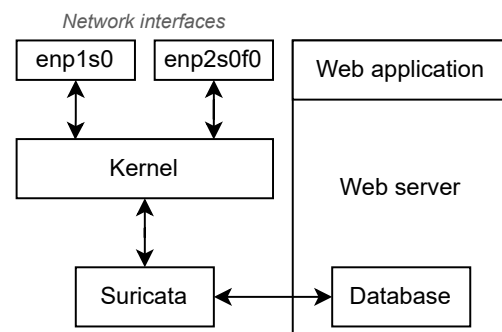 Network interfaces
enp1s0
enp2s0f0
Web application
Kernel
Web server
Suricata
Database